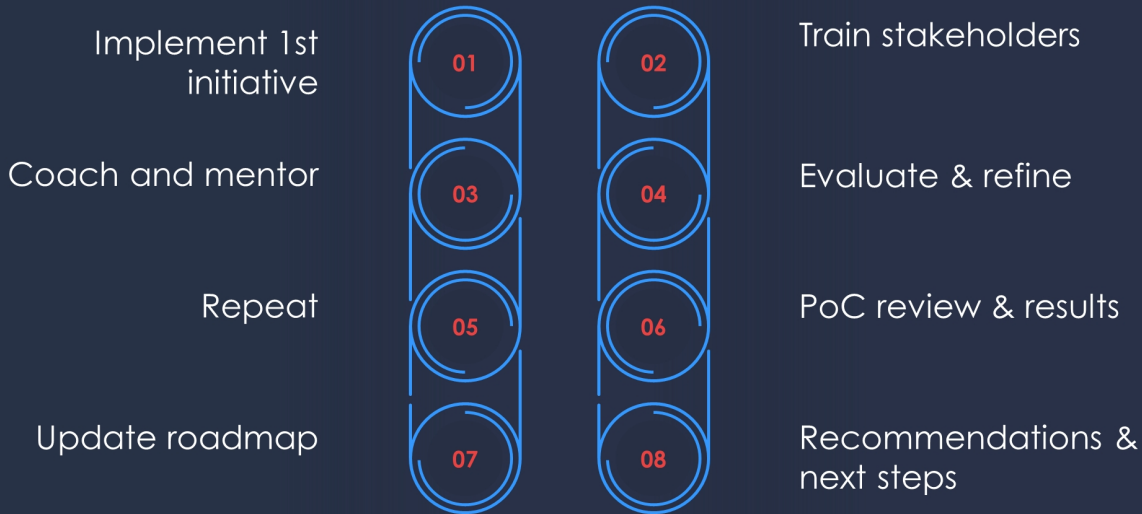 Implement 1st
initiative
01
02
Train stakeholders
Coach and mentor
03
04
Evaluate & refine
Repeat
05
06
PoC review & results
Update roadmap
07
08
Recommendations &
next steps